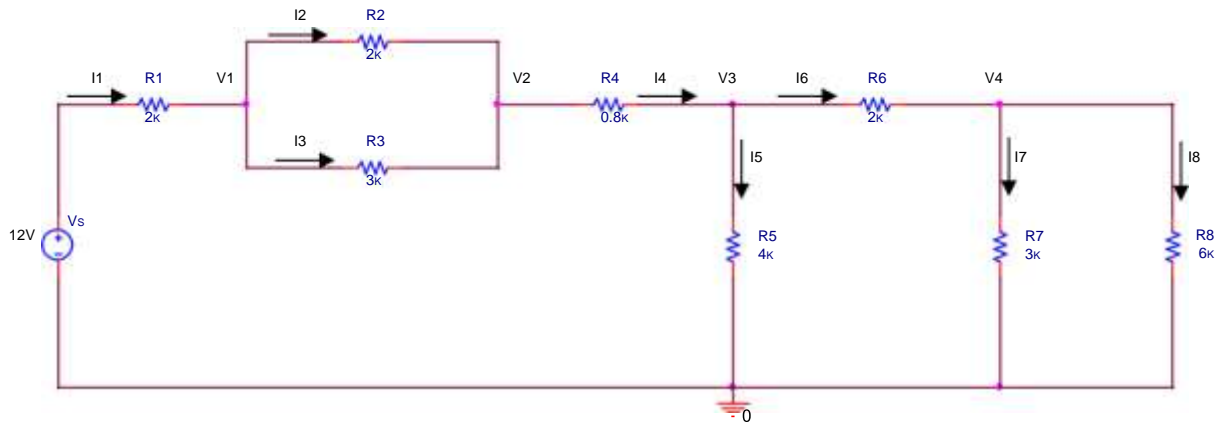 I2 R2
2K
I1 R1 V1 V2 R4 I4 V3 I6 R6 V4
2K 0.8K 2K
I3 R3
3K
I5 I7 I8
Vs
12V
R5 R7 R8
4K 3K 6K
0